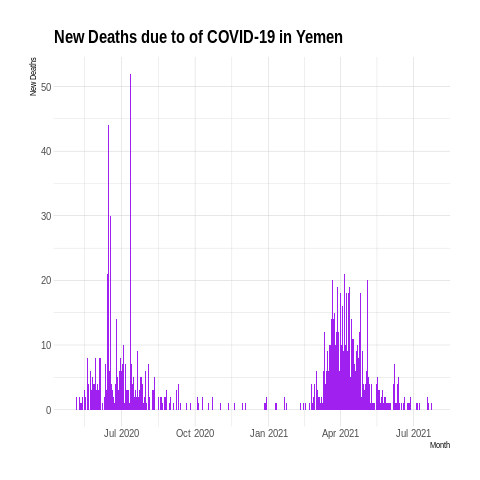 New Deaths due to of COVID-19 in Yemen
New Deaths
50
40
30
20
10
0
Jul 2020 Oct 2020 Jan 2021 Apr 2021 Jul 2021
Month